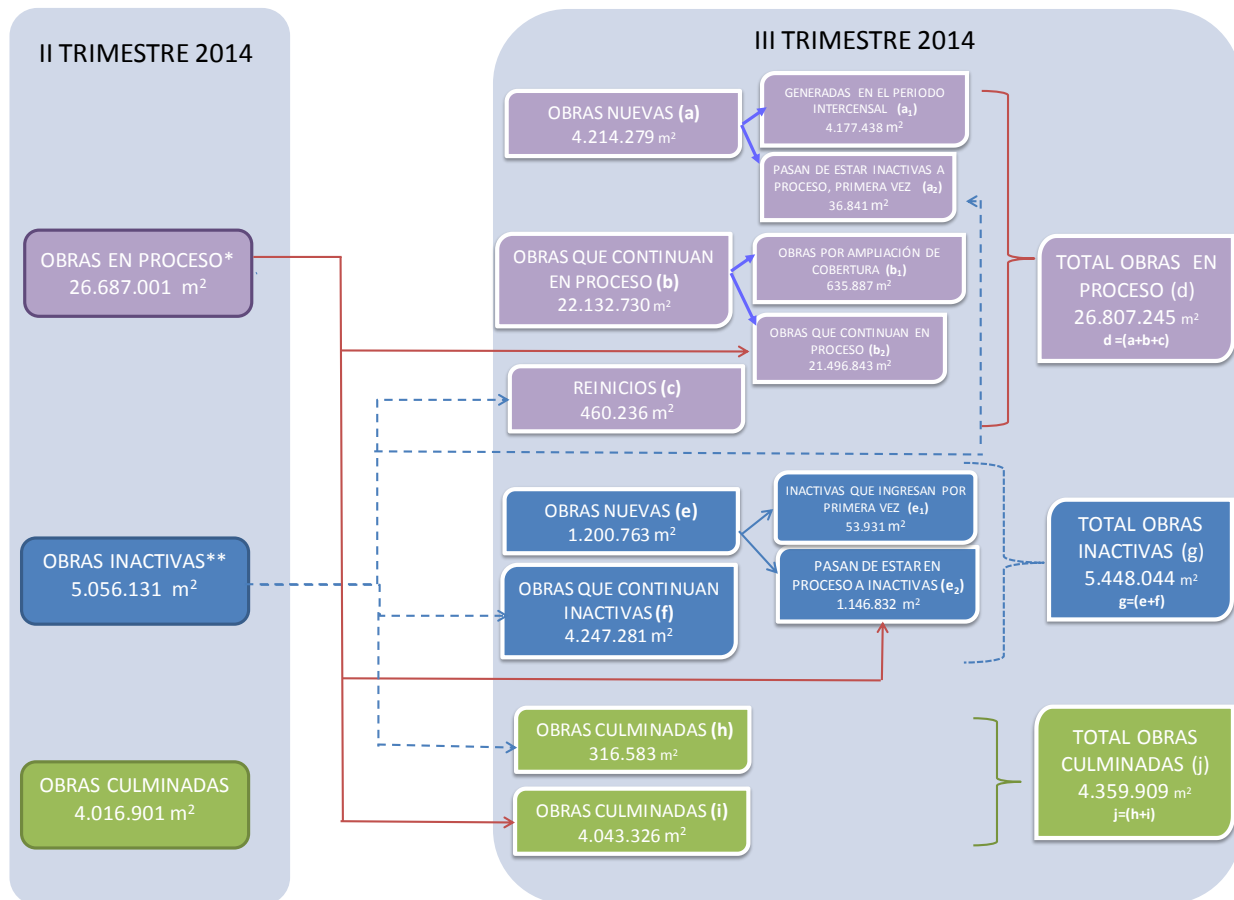 II TRIMESTRE 2014
OBRAS EN PROCESO*
26.687.001 m²
OBRAS INACTIVAS**
5.056.131 m²
OBRAS CULMINADAS
4.016.901 m²
III TRIMESTRE 2014
OBRAS NUEVAS (a)
4.214.279 m²
GENERADAS EN EL PERIODO
INTERCENSAL (a₁)
4.177.438 m²
PASAN DE ESTAR INACTIVAS A
PROCESO, PRIMERA VEZ (a₂)
36.841 m²
OBRAS QUE CONTINUAN
EN PROCESO (b)
22.132.730 m²
OBRAS POR AMPLIACIÓN DE
COBERTURA (b₁)
635.887 m²
OBRAS QUE CONTINUAN EN
PROCESO (b₂)
21.496.843 m²
REINICIOS (c)
460.236 m²
TOTAL OBRAS EN
PROCESO (d)
26.807.245 m²
d =(a+b+c)
OBRAS NUEVAS (e)
1.200.763 m²
INACTIVAS QUE INGRESAN POR
PRIMERA VEZ (e₁)
53.931 m²
PASAN DE ESTAR EN
PROCESO A INACTIVAS (e₂)
1.146.832 m²
OBRAS QUE CONTINUAN
INACTIVAS (f)
4.247.281 m²
TOTAL OBRAS
INACTIVAS (g)
5.448.044 m²
g=(e+f)
OBRAS CULMINADAS (h)
316.583 m²
OBRAS CULMINADAS (i)
4.043.326 m²
TOTAL OBRAS
CULMINADAS (j)
4.359.909 m²
j=(h+i)